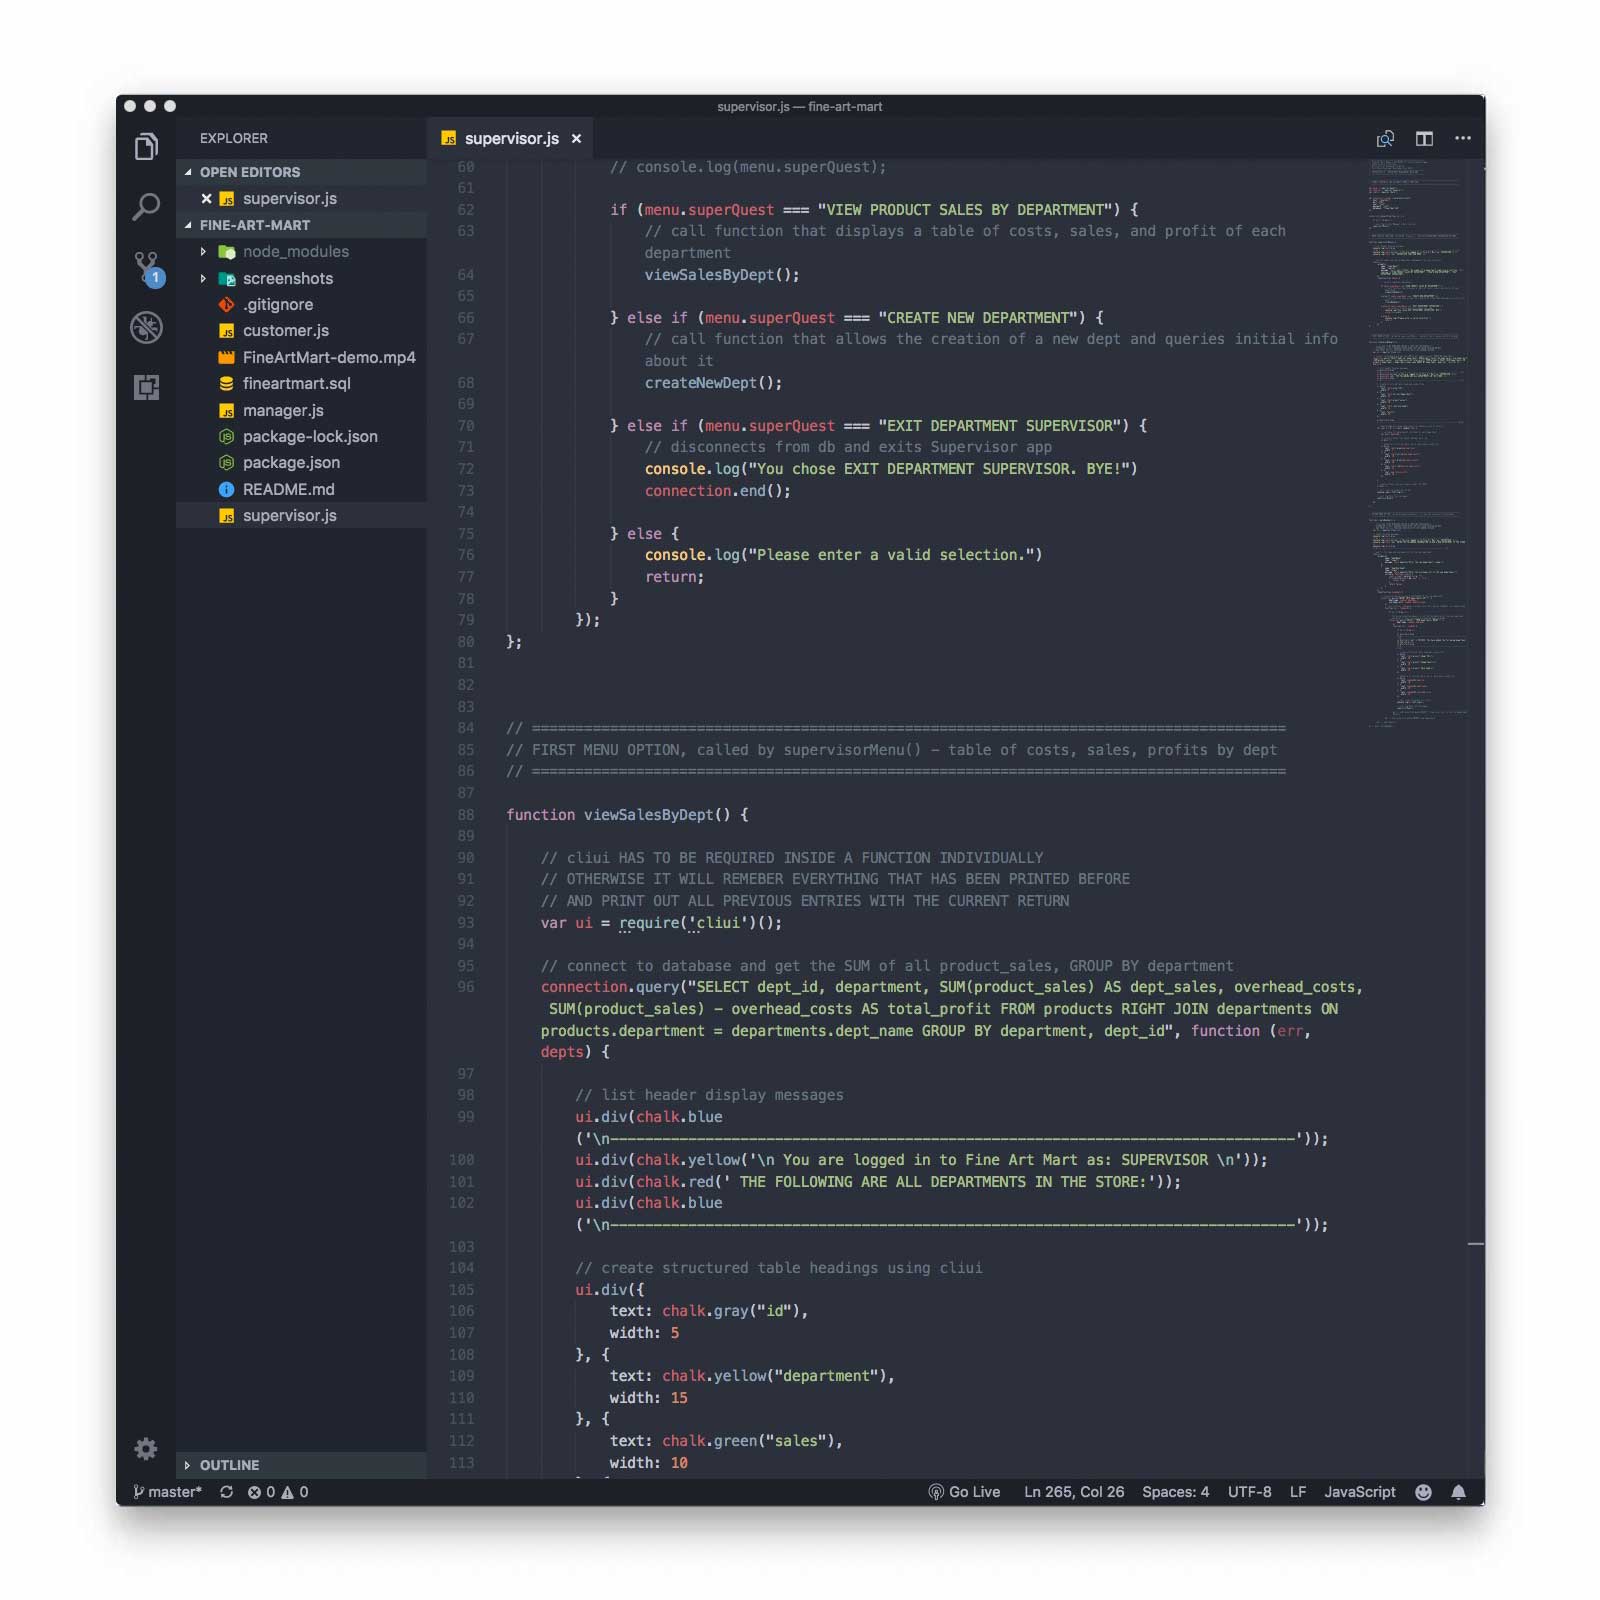 supervisor.js — fine-art-mart
EXPLORER
OPEN EDITORS
supervisor.js
FINE-ART-MART
node_modules
screenshots
.gitignore
customer.js
FineArtMart-demo.mp4
fineartmart.sql
manager.js
package-lock.json
package.json
README.md
supervisor.js
OUTLINE
supervisor.js ×
60 // console.log(menu.superQuest);
61
62 if (menu.superQuest === "VIEW PRODUCT SALES BY DEPARTMENT") {
63 // call function that displays a table of costs, sales, and profit of each
department
64 viewSalesByDept();
65
66 } else if (menu.superQuest === "CREATE NEW DEPARTMENT") {
67 // call function that allows the creation of a new dept and queries initial info
about it
68 createNewDept();
69
70 } else if (menu.superQuest === "EXIT DEPARTMENT SUPERVISOR") {
71 // disconnects from db and exits Supervisor app
72 console.log("You chose EXIT DEPARTMENT SUPERVISOR. BYE!")
73 connection.end();
74
75 } else {
76 console.log("Please enter a valid selection.")
77 return;
78 }
79 });
80 };
81
82
83
84 // =======================================================================================
85 // FIRST MENU OPTION, called by supervisorMenu() - table of costs, sales, profits by dept
86 // =======================================================================================
87
88 function viewSalesByDept() {
89
90 // cliui HAS TO BE REQUIRED INSIDE A FUNCTION INDIVIDUALLY
91 // OTHERWISE IT WILL REMEBER EVERYTHING THAT HAS BEEN PRINTED BEFORE
92 // AND PRINT OUT ALL PREVIOUS ENTRIES WITH THE CURRENT RETURN
93 var ui = require('cliui')();
94
95 // connect to database and get the SUM of all product_sales, GROUP BY department
96 connection.query("SELECT dept_id, department, SUM(product_sales) AS dept_sales, overhead_costs,
SUM(product_sales) - overhead_costs AS total_profit FROM products RIGHT JOIN departments ON
products.department = departments.dept_name GROUP BY department, dept_id", function (err,
depts) {
97
98 // list header display messages
99 ui.div(chalk.blue
('\n-------------------------------------------------------------------------------'));
100 ui.div(chalk.yellow('\n You are logged in to Fine Art Mart as: SUPERVISOR \n'));
101 ui.div(chalk.red(' THE FOLLOWING ARE ALL DEPARTMENTS IN THE STORE:'));
102 ui.div(chalk.blue
('\n-------------------------------------------------------------------------------'));
103
104 // create structured table headings using cliui
105 ui.div({
106 text: chalk.gray("id"),
107 width: 5
108 }, {
109 text: chalk.yellow("department"),
110 width: 15
111 }, {
112 text: chalk.green("sales"),
113 width: 10
1
master* 0 0 Go Live Ln 265, Col 26 Spaces: 4 UTF-8 LF JavaScript